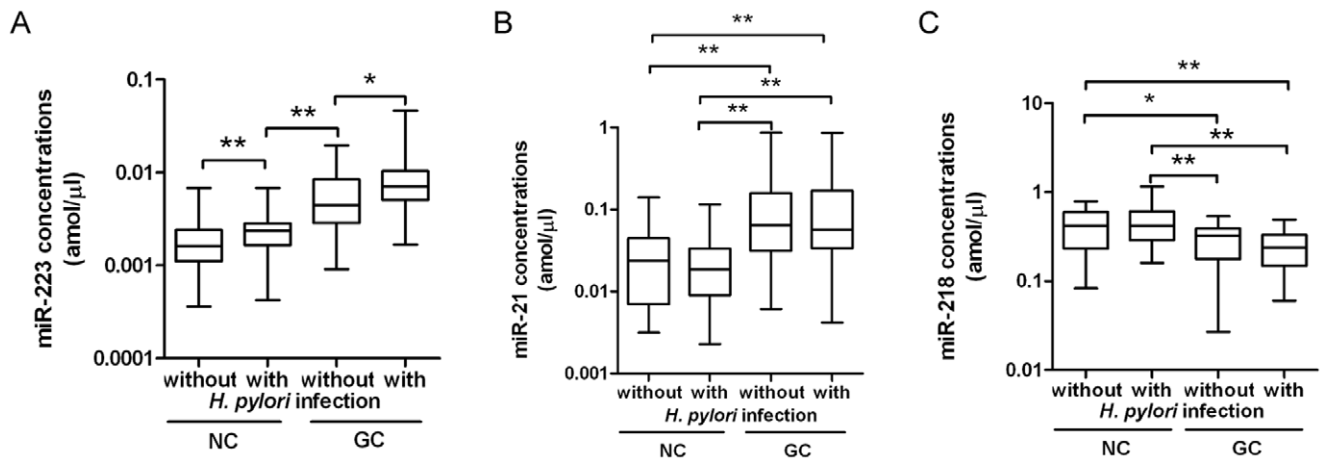 A
miR-223 concentrations
(amol/μl)
0.1
0.01
0.001
0.0001
**
**
*
without with without with
H. pylori infection
NC GC
B
miR-21 concentrations
(amol/μl)
1
0.1
0.01
0.001
**
**
**
**
without with without with
H. pylori infection
NC GC
C
miR-218 concentrations
(amol/μl)
10
1
0.1
0.01
**
*
**
**
without with without with
H. pylori infection
NC GC